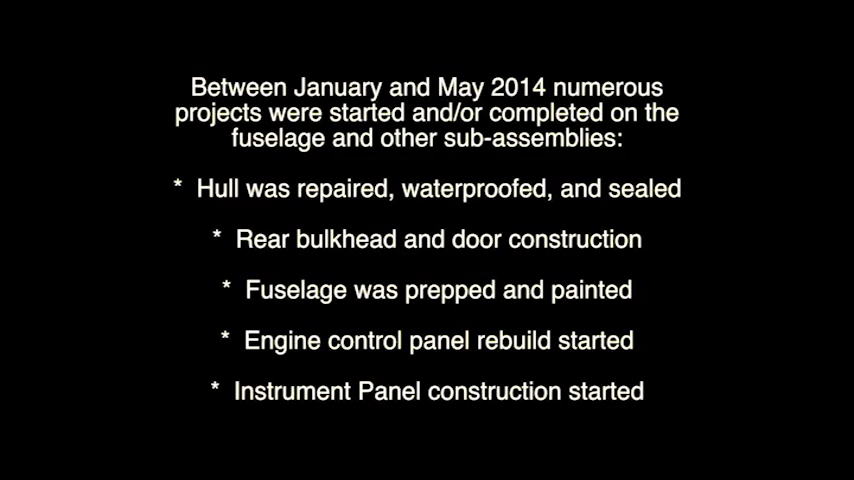 Between January and May 2014 numerous
projects were started and/or completed on the
fuselage and other sub-assemblies:
* Hull was repaired, waterproofed, and sealed
* Rear bulkhead and door construction
* Fuselage was prepped and painted
* Engine control panel rebuild started
* Instrument Panel construction started